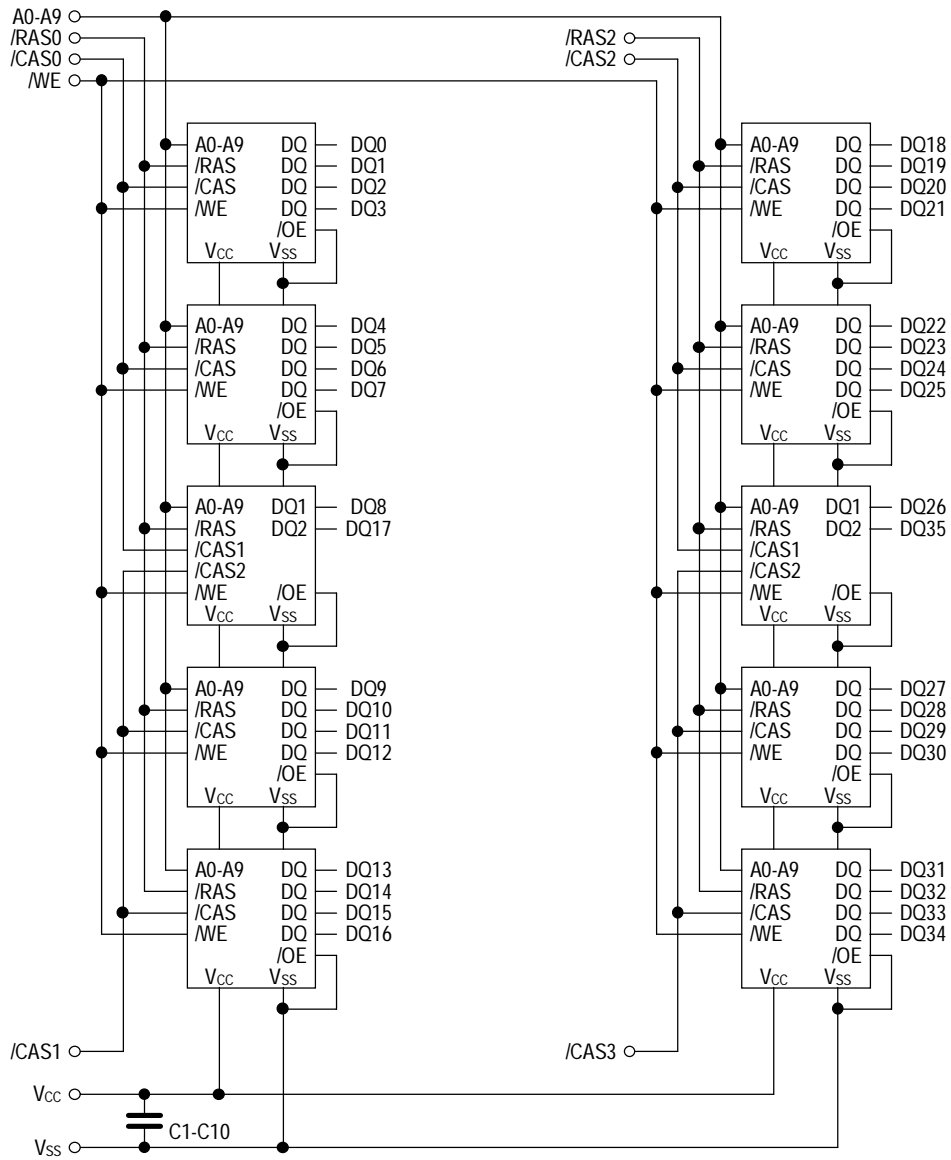 A0-A9
/RAS0
/CAS0
/WE
/RAS2
/CAS2
A0-A9 DQ DQ0
/RAS DQ DQ1
/CAS DQ DQ2
/WE DQ DQ3
/OE
VCC VSS
A0-A9 DQ DQ4
/RAS DQ DQ5
/CAS DQ DQ6
/WE DQ DQ7
/OE
VCC VSS
A0-A9 DQ1 DQ8
/RAS DQ2 DQ17
/CAS1
/CAS2
/WE /OE
VCC VSS
A0-A9 DQ DQ9
/RAS DQ DQ10
/CAS DQ DQ11
/WE DQ DQ12
/OE
VCC VSS
A0-A9 DQ DQ13
/RAS DQ DQ14
/CAS DQ DQ15
/WE DQ DQ16
/OE
VCC VSS
A0-A9 DQ DQ18
/RAS DQ DQ19
/CAS DQ DQ20
/WE DQ DQ21
/OE
VCC VSS
A0-A9 DQ DQ22
/RAS DQ DQ23
/CAS DQ DQ24
/WE DQ DQ25
/OE
VCC VSS
A0-A9 DQ1 DQ26
/RAS DQ2 DQ35
/CAS1
/CAS2
/WE /OE
VCC VSS
A0-A9 DQ DQ27
/RAS DQ DQ28
/CAS DQ DQ29
/WE DQ DQ30
/OE
VCC VSS
A0-A9 DQ DQ31
/RAS DQ DQ32
/CAS DQ DQ33
/WE DQ DQ34
/OE
VCC VSS
/CAS1
/CAS3
VCC
C1-C10
VSS